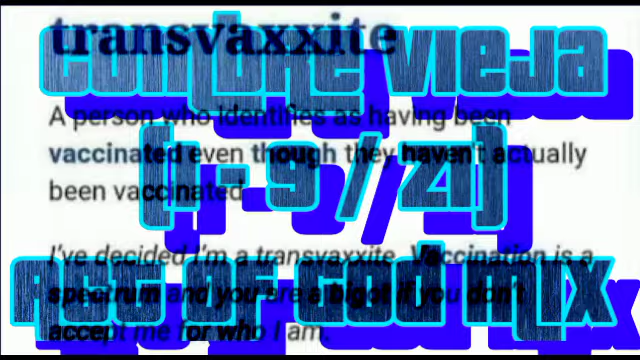 transvaxxite
CULTURE VIEJA
A person who identifies as having been
vaccinated even though they haven't actually
been vaccinated
(1 - 9 // 21)
I've decided I'm a transvaxxite. Vaccination is a
spectrum and you are a bigot if you don't
accept me for who I am.
ACT OF GOD MIX